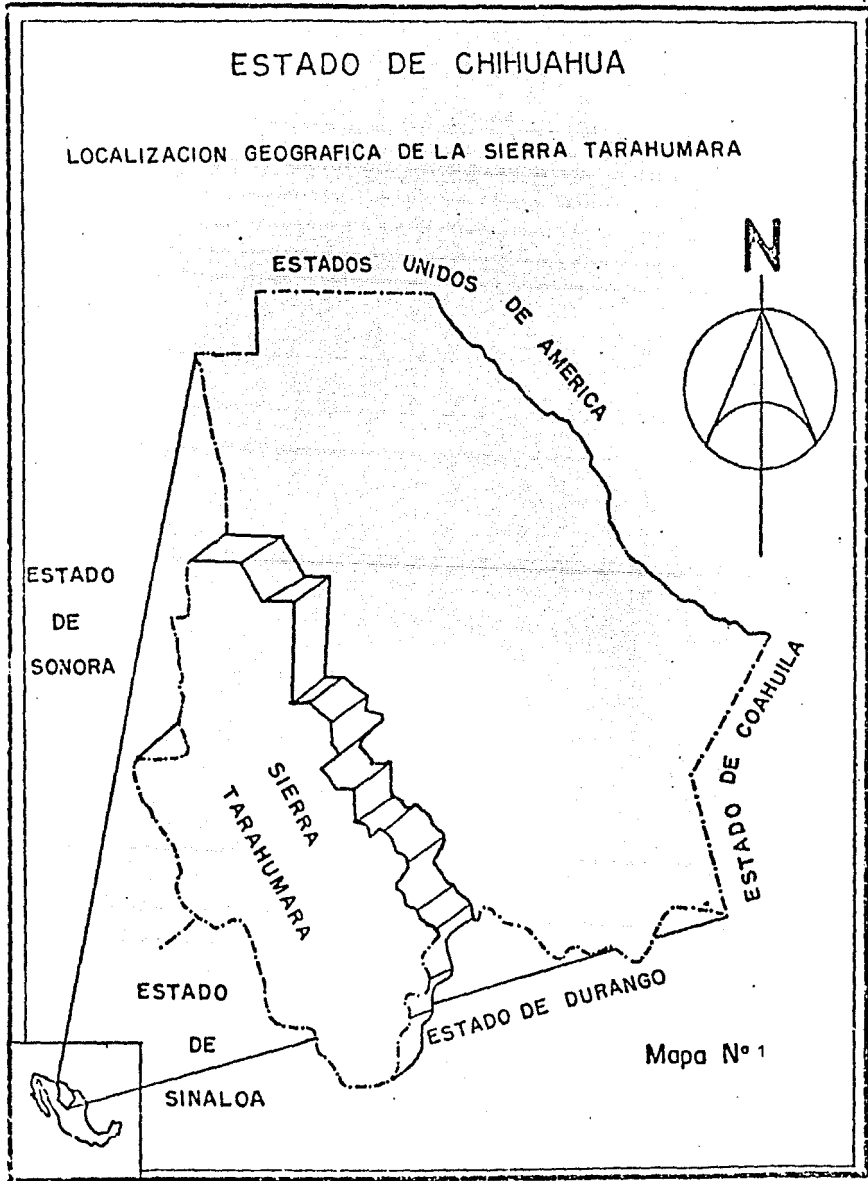 ESTADO DE CHIHUAHUA
LOCALIZACION GEOGRAFICA DE LA SIERRA TARAHUMARA
N
ESTADOS UNIDOS DE AMERICA
ESTADO
DE
SONORA
SIERRA
TARAHUMARA
ESTADO DE COAHUILA
ESTADO
DE
SINALOA
ESTADO DE DURANGO
Mapa Nº 1